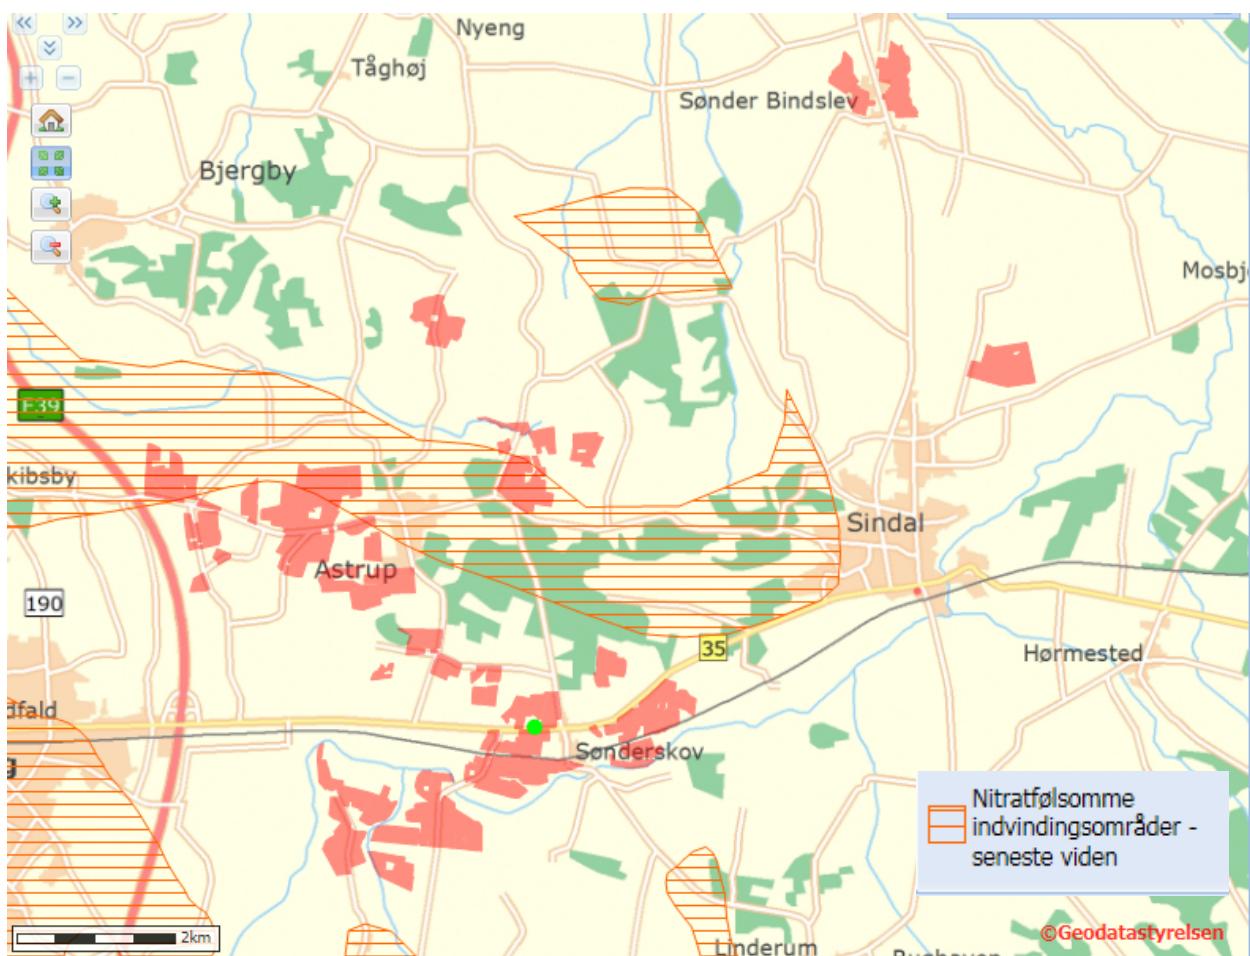 Nyeng
Tåghøj
Sønder Bindslev
Bjergby
Mosbj
E39
kibsby
Sindal
Astrup
190
35
Hørmested
dfald
Sønderskov
g
Nitratfølsomme
indvindingsområder -
seneste viden
2km
©Geodatastyrelsen
Linderum